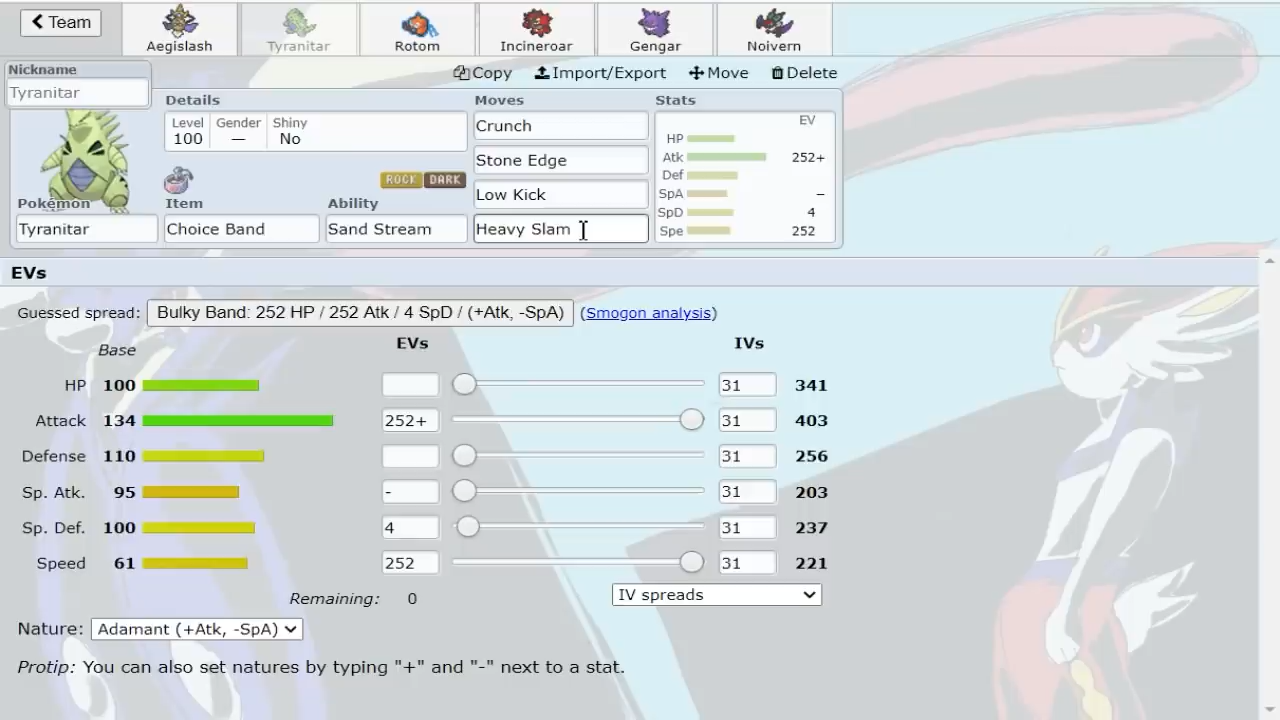 Team
Aegislash
Tyranitar
Rotom
Incineroar
Gengar
Noivern
Nickname
Tyranitar
Copy
Import/Export
Move
Delete
Details
Moves
Stats
Level
100
Gender
—
Shiny
No
Crunch
Stone Edge
Low Kick
Heavy Slam
EV
HP
Atk 252+
Def
SpA –
SpD 4
Spe 252
ROCK DARK
Pokémon
Item
Ability
Tyranitar
Choice Band
Sand Stream
EVs
Guessed spread: Bulky Band: 252 HP / 252 Atk / 4 SpD / (+Atk, -SpA) (Smogon analysis)
Base EVs IVs
HP 100 31 341
Attack 134 252+ 31 403
Defense 110 31 256
Sp. Atk. 95 - 31 203
Sp. Def. 100 4 31 237
Speed 61 252 31 221
Remaining: 0
IV spreads
Nature: Adamant (+Atk, -SpA)
Protip: You can also set natures by typing "+" and "-" next to a stat.